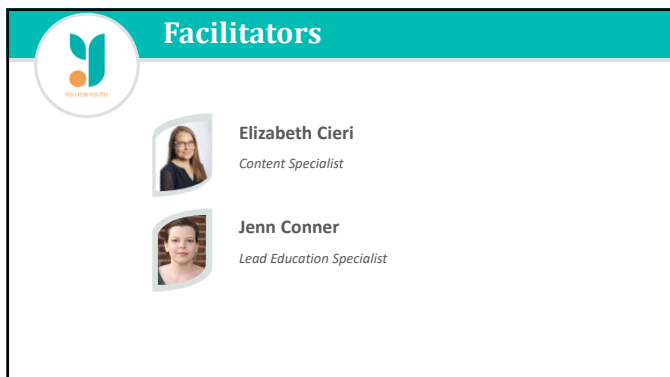 Facilitators
YOU FOR YOUTH
Elizabeth Cieri
Content Specialist
Jenn Conner
Lead Education Specialist